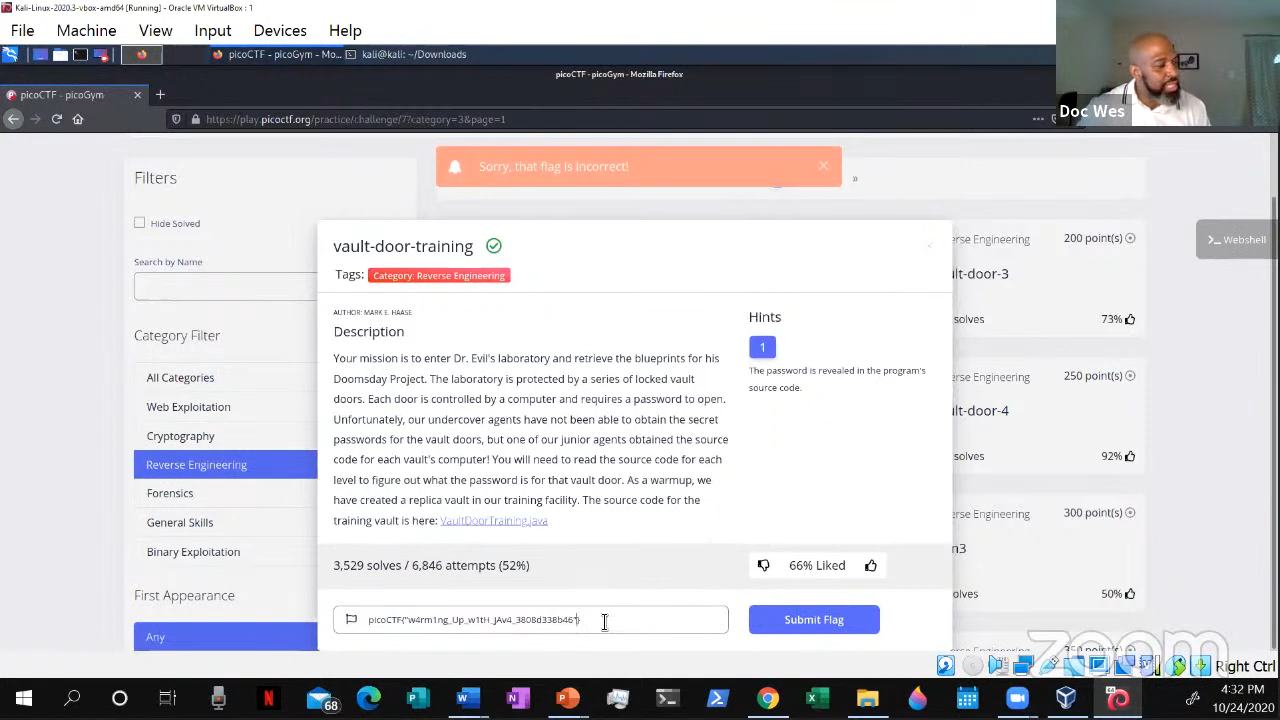 Kali-Linux-2020.3-vbox-amd64 [Running] - Oracle VM VirtualBox : 1
File Machine View Input Devices Help
picoCTF - picoGym - Mo... kali@kali: ~/Downloads
picoCTF - picoGym - Mozilla Firefox
picoCTF - picoGym
Doc Wes
https://play.picoctf.org/practice/challenge/7?category=3&page=1
Sorry, that flag is incorrect!
»
Filters
Hide Solved
Search by Name
Category Filter
All Categories
Web Exploitation
Cryptography
Reverse Engineering
Forensics
General Skills
Binary Exploitation
First Appearance
Any
vault-door-training
Tags: Category: Reverse Engineering
AUTHOR: MARK E. HAASE
Description
Your mission is to enter Dr. Evil's laboratory and retrieve the blueprints for his
Doomsday Project. The laboratory is protected by a series of locked vault
doors. Each door is controlled by a computer and requires a password to open.
Unfortunately, our undercover agents have not been able to obtain the secret
passwords for the vault doors, but one of our junior agents obtained the source
code for each vault's computer! You will need to read the source code for each
level to figure out what the password is for that vault door. As a warmup, we
have created a replica vault in our training facility. The source code for the
training vault is here: VaultDoorTraining.java
Hints
1
The password is revealed in the program's
source code.
3,529 solves / 6,846 attempts (52%)
66% Liked
picoCTF{"w4rm1ng_Up_w1tH_jAv4_3808d338b46"}
Submit Flag
erse Engineering 200 point(s)
ult-door-3
solves 73%
erse Engineering 250 point(s)
ult-door-4
solves 92%
erse Engineering 300 point(s)
n3
solves 50%
Webshell
zoom
Right Ctrl
68
4:32 PM
10/24/2020